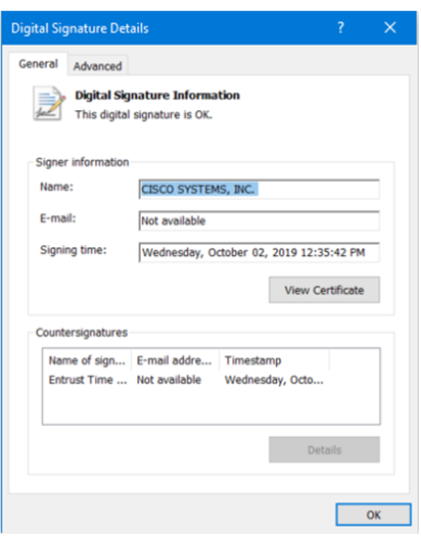 Digital Signature Details ?
General Advanced
Digital Signature Information
This digital signature is OK.
Signer information
Name: CISCO SYSTEMS, INC.
E-mail: Not available
Signing time: Wednesday, October 02, 2019 12:35:42 PM
View Certificate
Countersignatures
Name of sign... E-mail addre... Timestamp
Entrust Time ... Not available Wednesday, Octo...
Details
OK